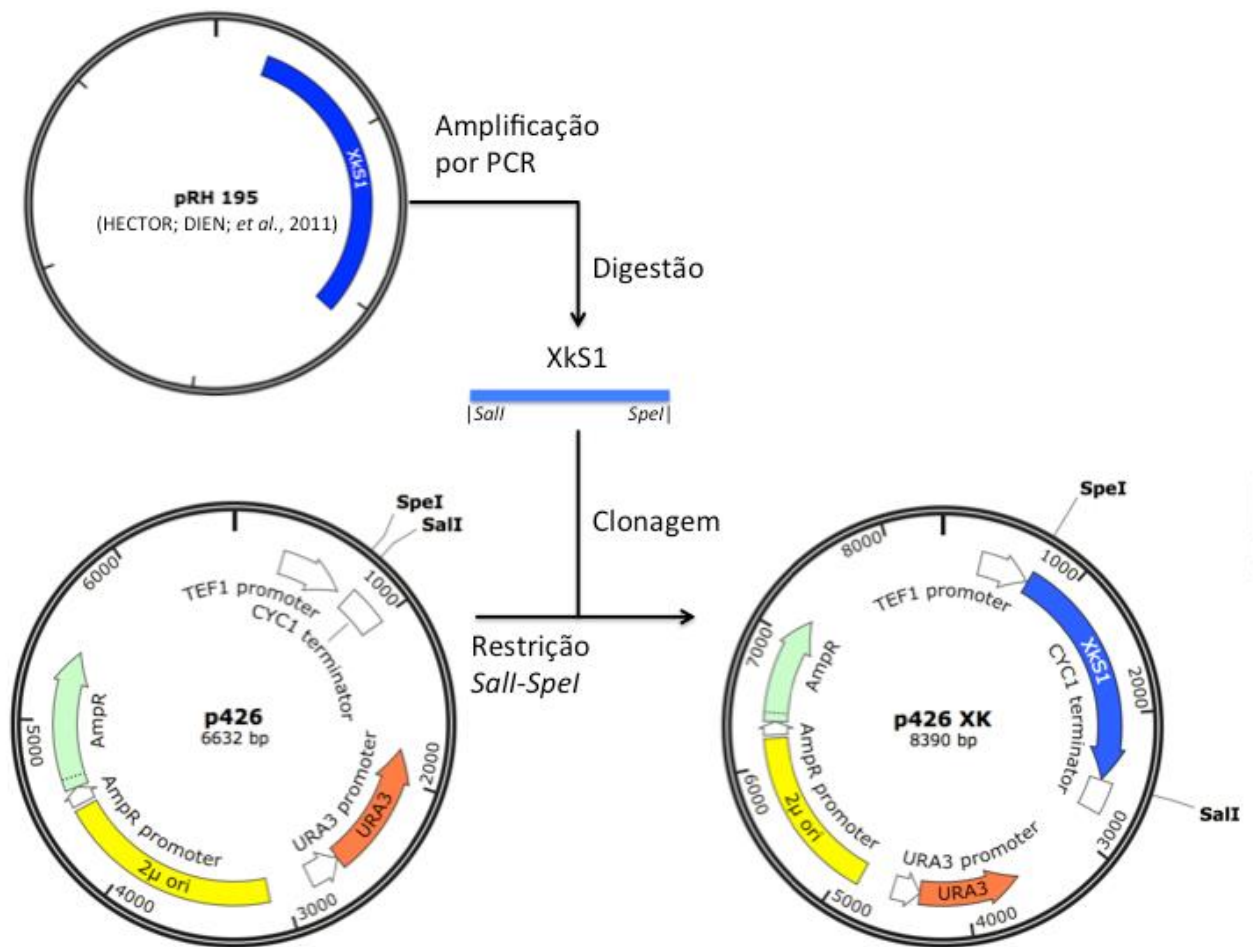 XkS1
pRH 195
(HECTOR; DIEN; et al., 2011)
Amplificação
por PCR
Digestão
XkS1
|SalI SpeI|
Clonagem
Restrição
SalI-SpeI
SpeI
SalI
TEF1 promoter
CYC1 terminator
URA3 promoter
URA3
2μ ori
AmpR promoter
AmpR
1000
2000
3000
4000
5000
6000
p426
6632 bp
SpeI
SalI
TEF1 promoter
XkS1
CYC1 terminator
URA3 promoter
URA3
2μ ori
AmpR promoter
AmpR
1000
2000
3000
4000
5000
6000
7000
8000
p426 XK
8390 bp